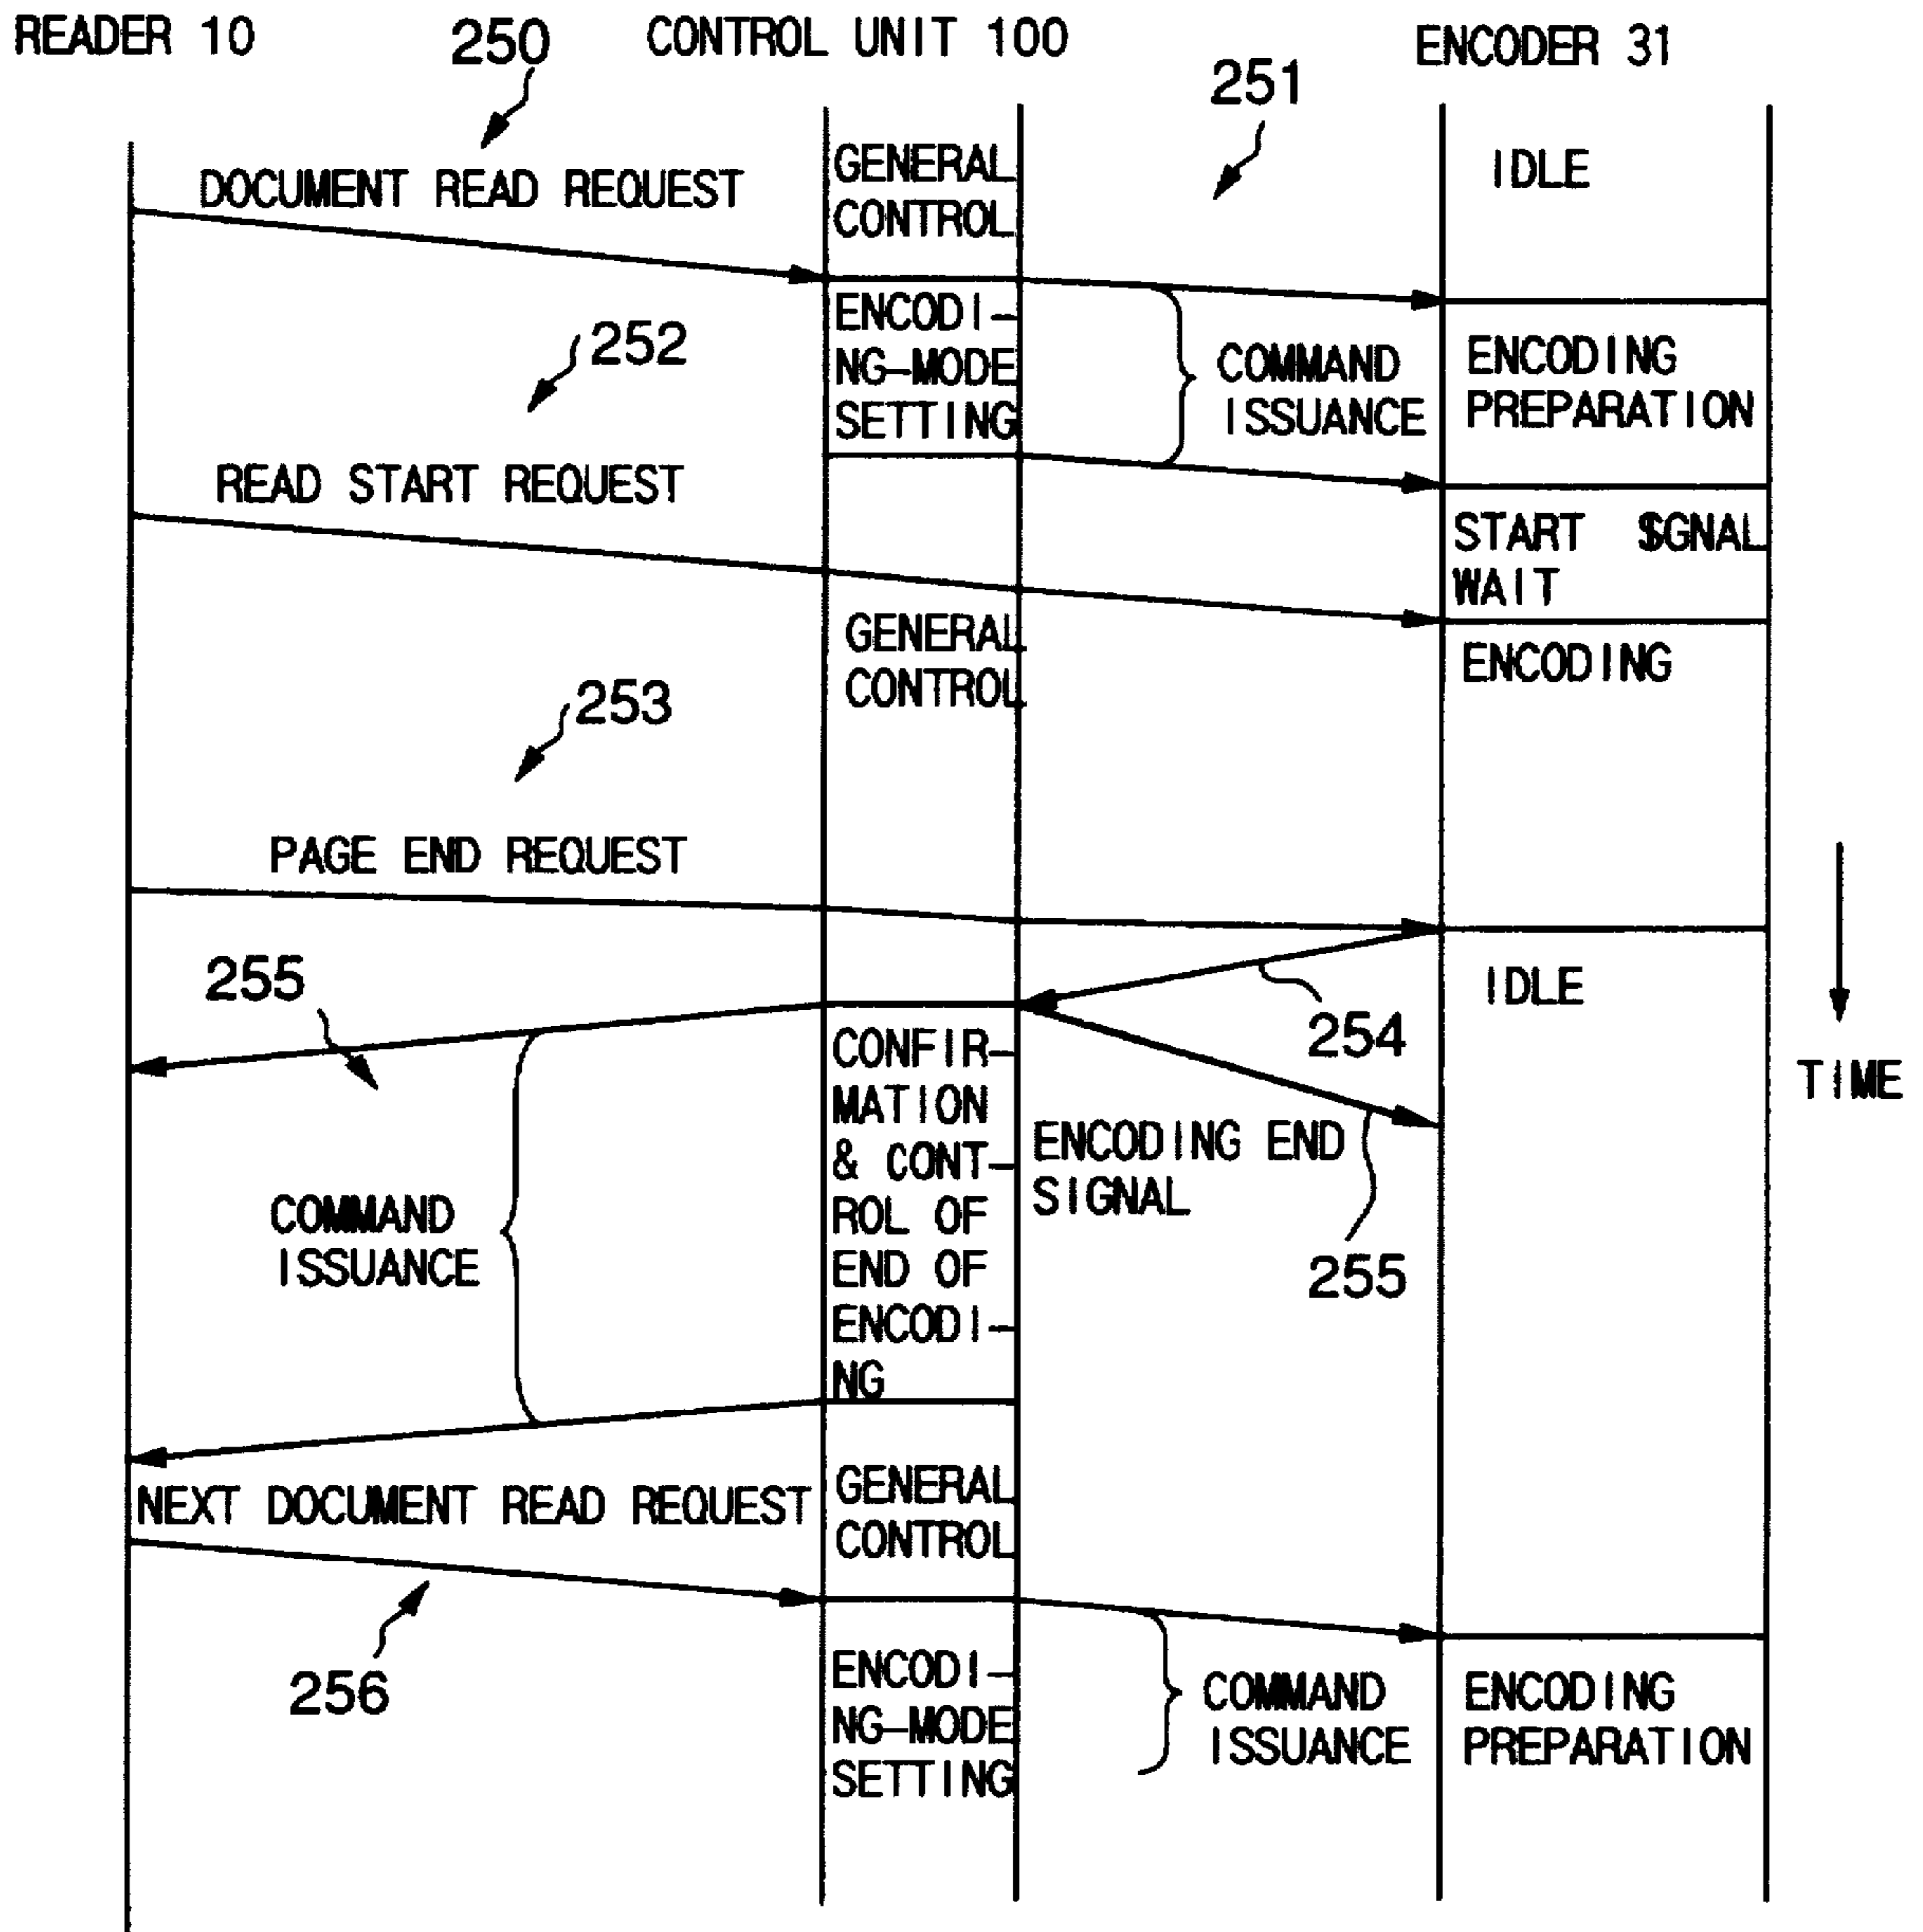 READER 10
250
CONTROL UNIT 100
251
ENCODER 31
DOCUMENT READ REQUEST
GENERAL
CONTROL
IDLE
252
ENCODI-
NG-MODE
SETTING
COMMAND
ISSUANCE
ENCODING
PREPARATION
READ START REQUEST
START $GNAL
WAIT
GENERAL
CONTROL
ENCODING
253
PAGE END REQUEST
255
254
IDLE
TIME
CONFIR-
MATION
& CONT-
ROL OF
END OF
ENCODI-
NG
ENCODING END
SIGNAL
255
COMMAND
ISSUANCE
NEXT DOCUMENT READ REQUEST
GENERAL
CONTROL
256
ENCODI-
NG-MODE
SETTING
COMMAND
ISSUANCE
ENCODING
PREPARATION